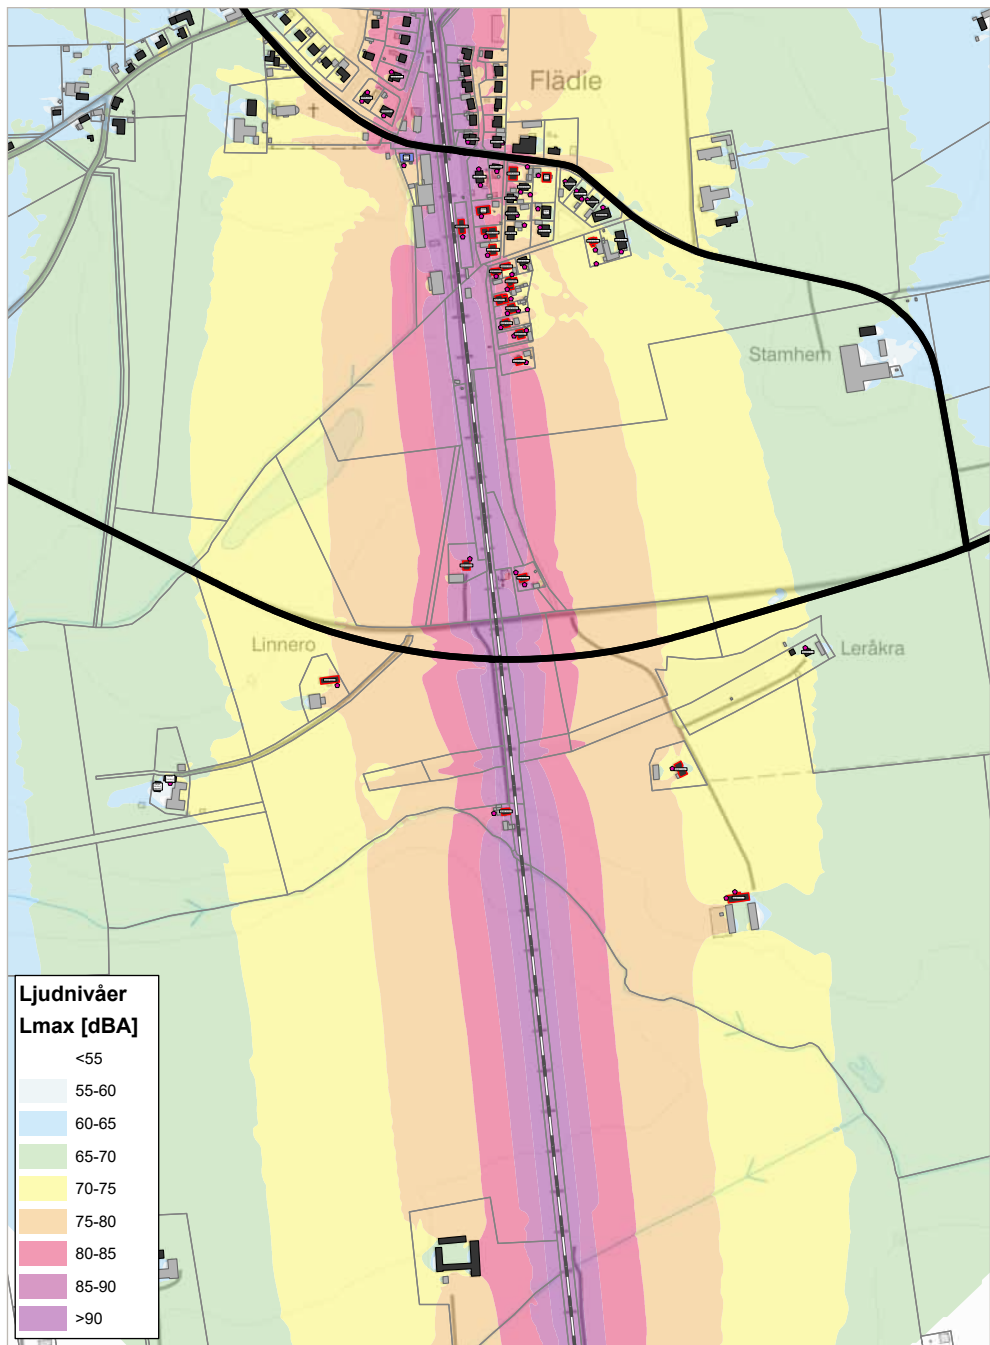 Flädie
Stamhem
Linnero
Leråkra
Ljudnivåer
Lmax [dBA]
<55
55-60
60-65
65-70
70-75
75-80
80-85
85-90
>90